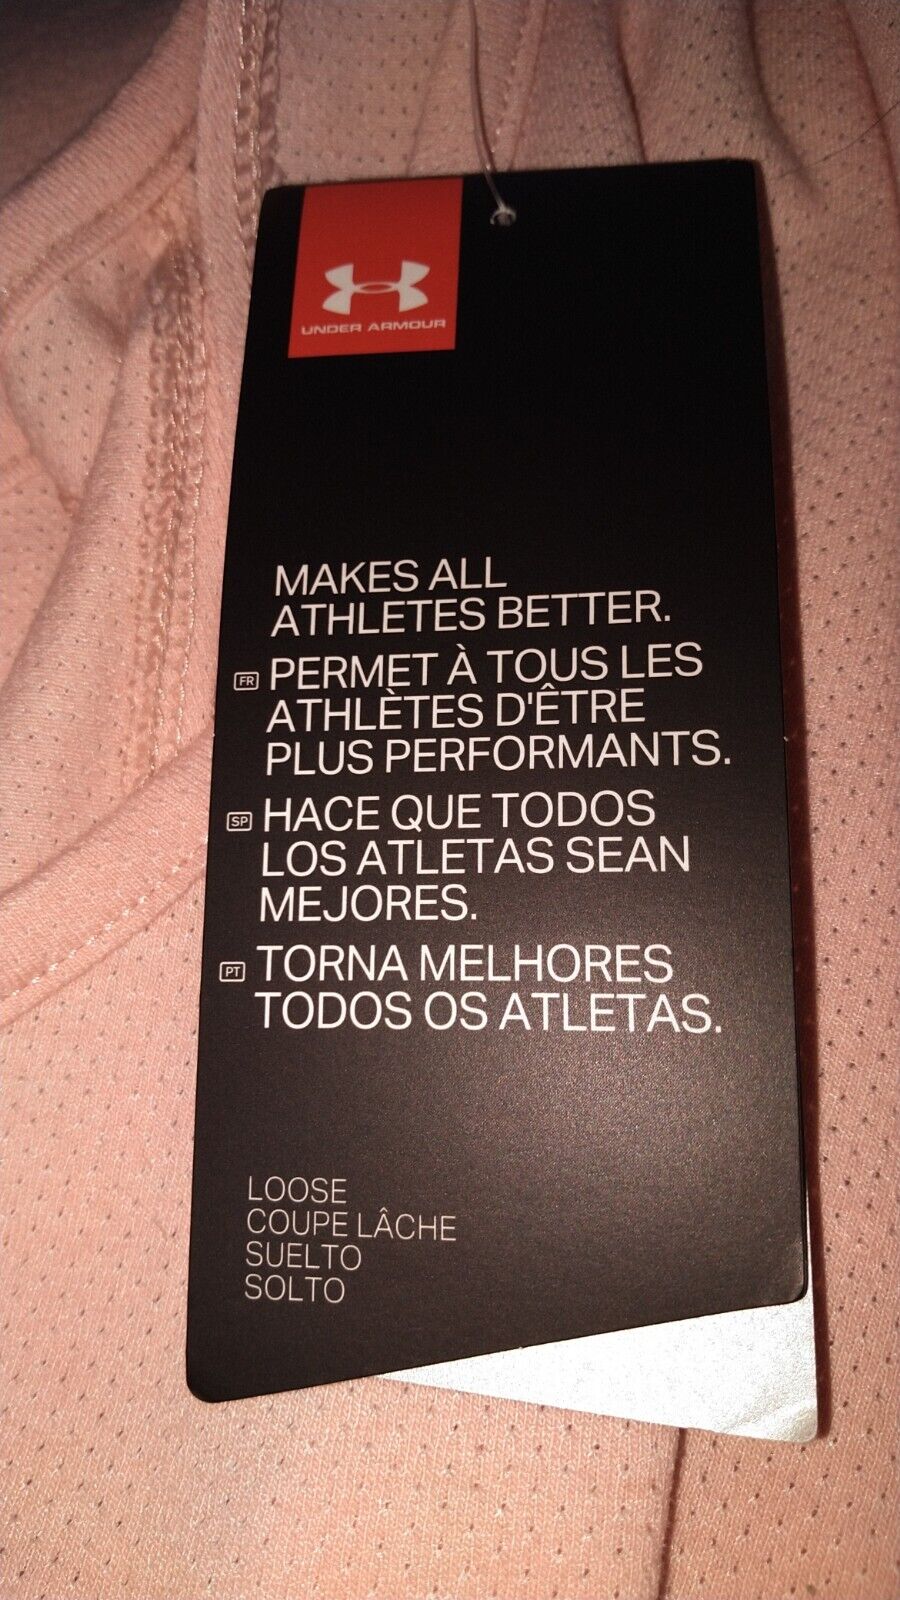 UNDER ARMOUR
MAKES ALL
ATHLETES BETTER.
FR PERMET À TOUS LES
ATHLÈTES D'ÊTRE
PLUS PERFORMANTS.
SP HACE QUE TODOS
LOS ATLETAS SEAN
MEJORES.
PT TORNA MELHORES
TODOS OS ATLETAS.
LOOSE
COUPE LÂCHE
SUELTO
SOLTO